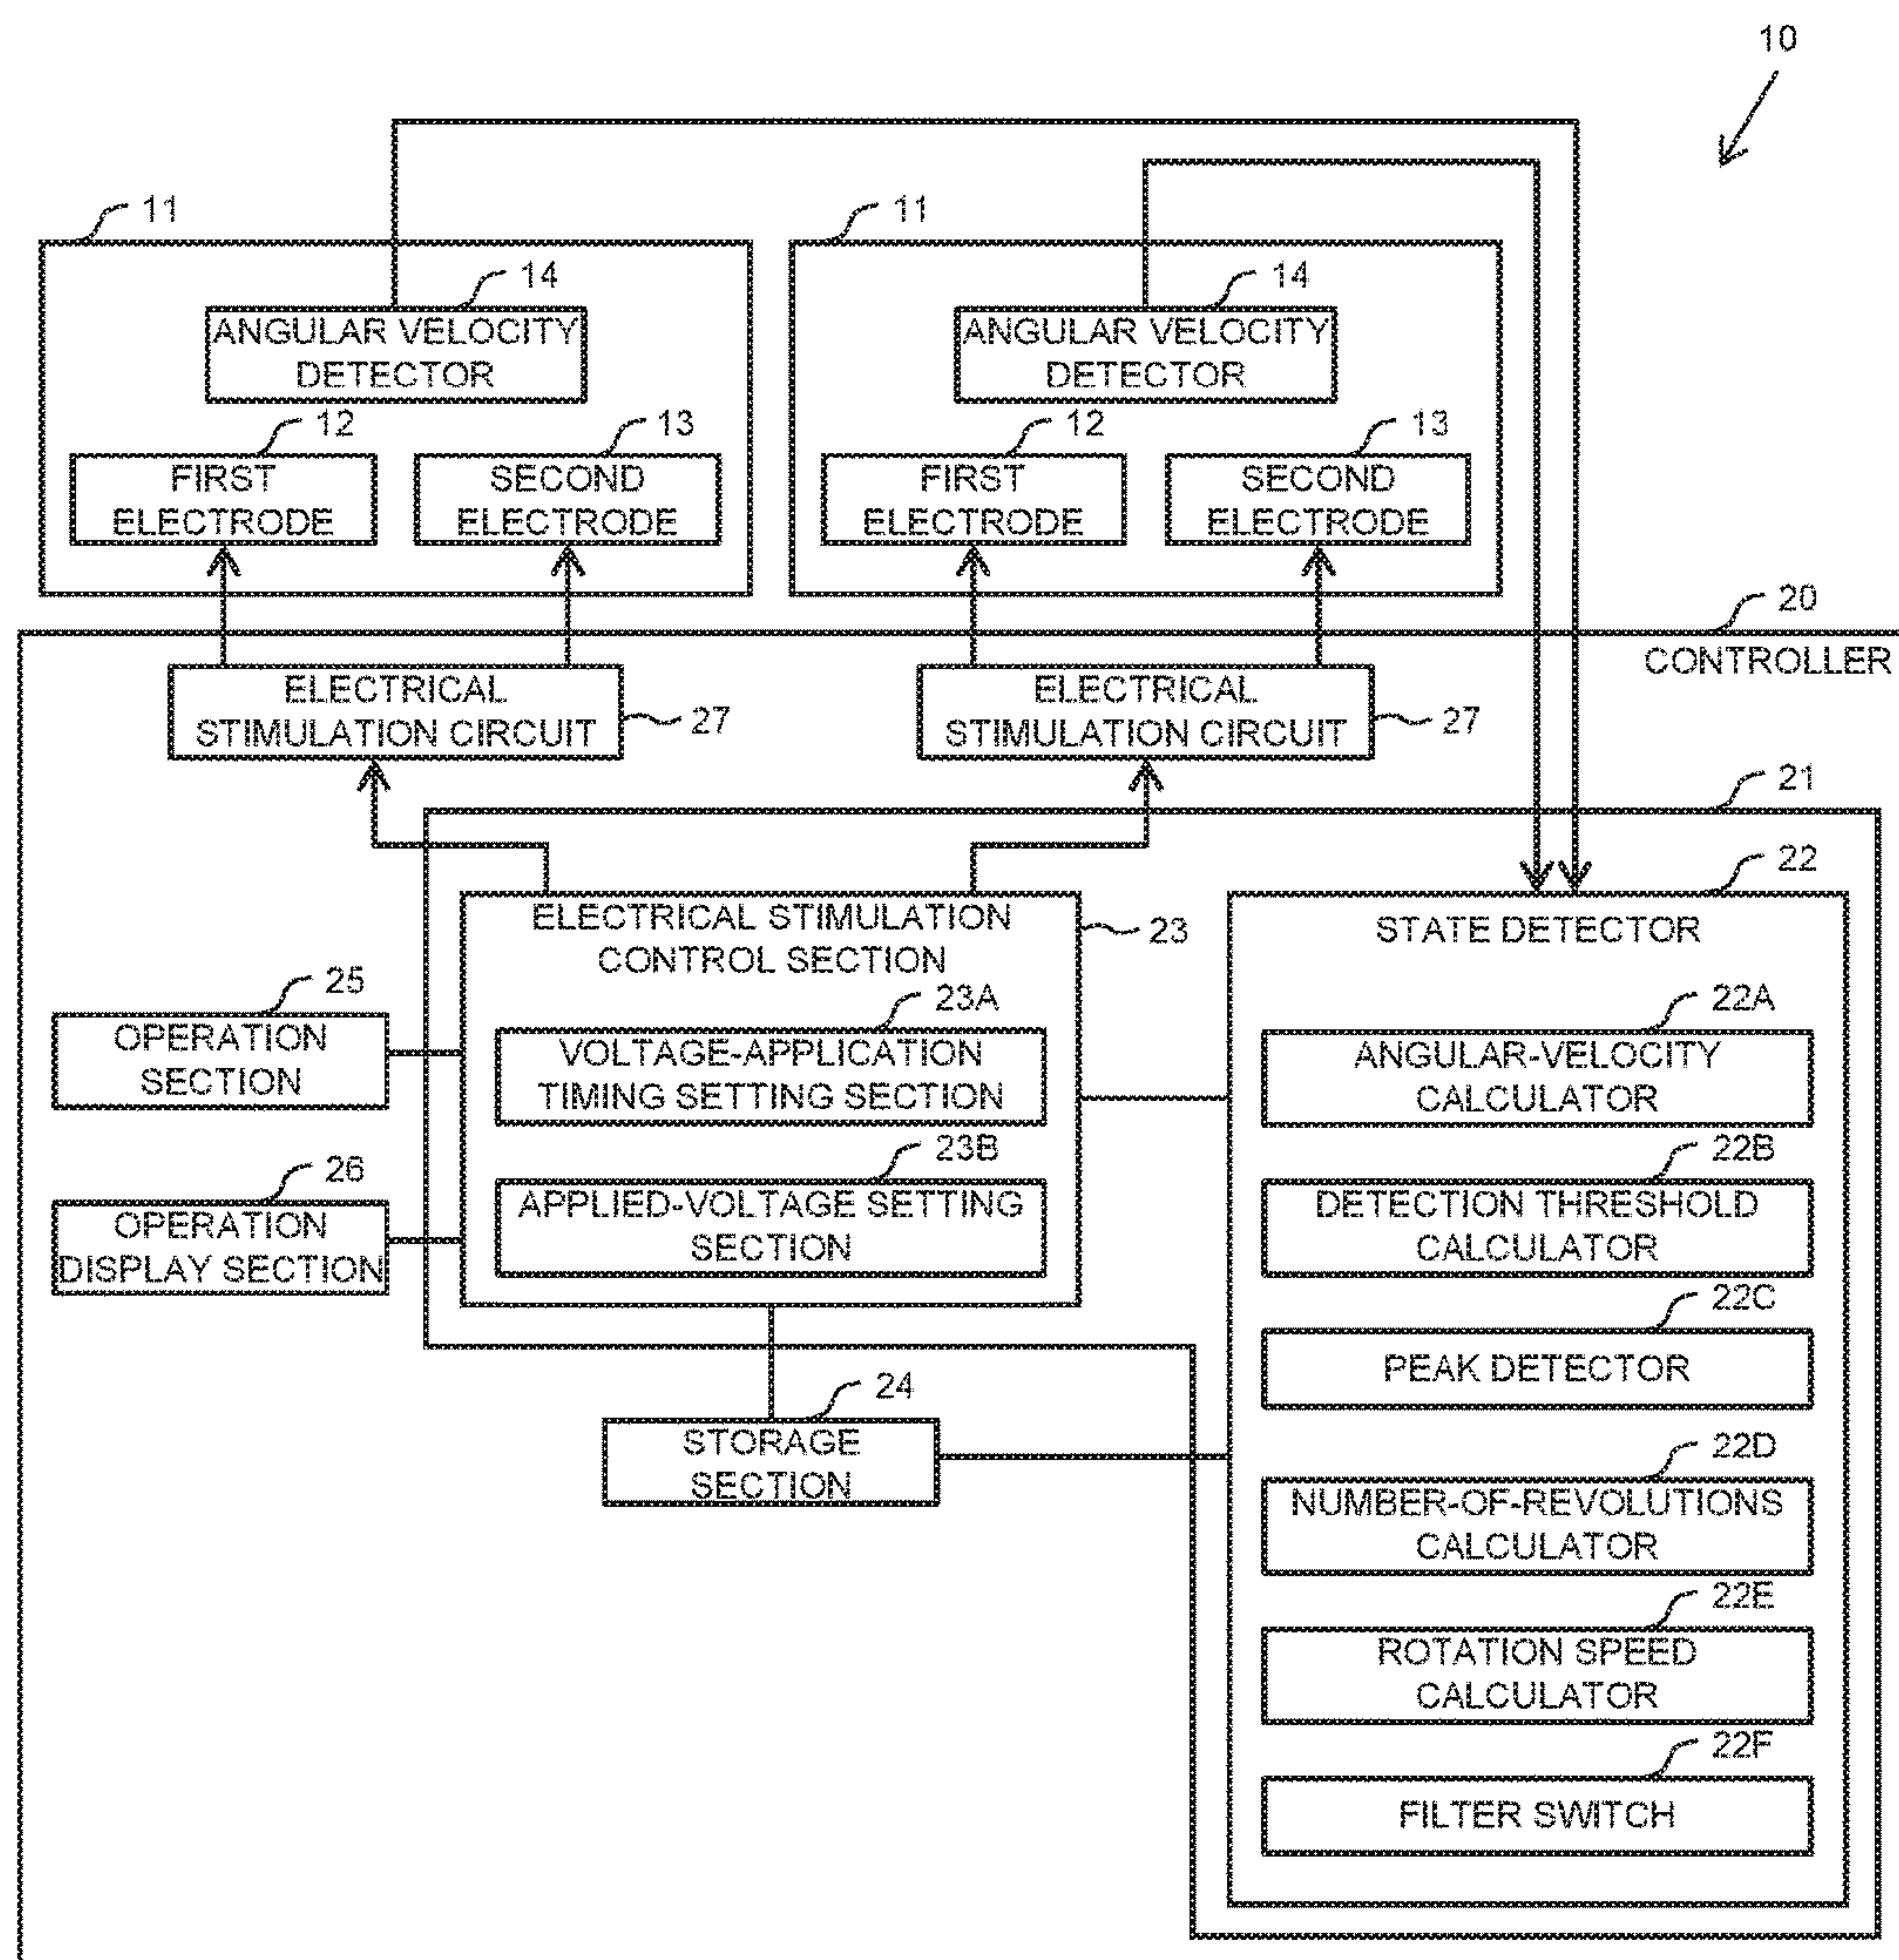 10
11
11
14
14
ANGULAR VELOCITY
DETECTOR
ANGULAR VELOCITY
DETECTOR
12
13
12
13
FIRST
ELECTRODE
SECOND
ELECTRODE
FIRST
ELECTRODE
SECOND
ELECTRODE
20
CONTROLLER
ELECTRICAL
STIMULATION CIRCUIT
27
ELECTRICAL
STIMULATION CIRCUIT
27
21
22
ELECTRICAL STIMULATION
CONTROL SECTION
23
STATE DETECTOR
25
OPERATION
SECTION
23A
VOLTAGE-APPLICATION
TIMING SETTING SECTION
22A
ANGULAR-VELOCITY
CALCULATOR
26
OPERATION
DISPLAY SECTION
23B
APPLIED-VOLTAGE SETTING
SECTION
22B
DETECTION THRESHOLD
CALCULATOR
22C
PEAK DETECTOR
24
STORAGE
SECTION
22D
NUMBER-OF-REVOLUTIONS
CALCULATOR
22E
ROTATION SPEED
CALCULATOR
22F
FILTER SWITCH